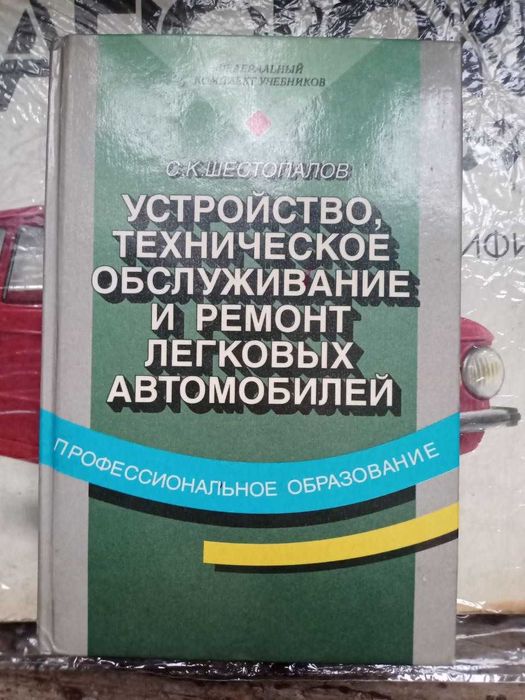 ФЕДЕРАЛЬНЫЙ
КОМПЛЕКТ УЧЕБНИКОВ
С.К.ШЕСТОПАЛОВ
УСТРОЙСТВО,
ТЕХНИЧЕСКОЕ
ОБСЛУЖИВАНИЕ
И РЕМОНТ
ЛЕГКОВЫХ
АВТОМОБИЛЕЙ
ПРОФЕССИОНАЛЬНОЕ ОБРАЗОВАНИЕ